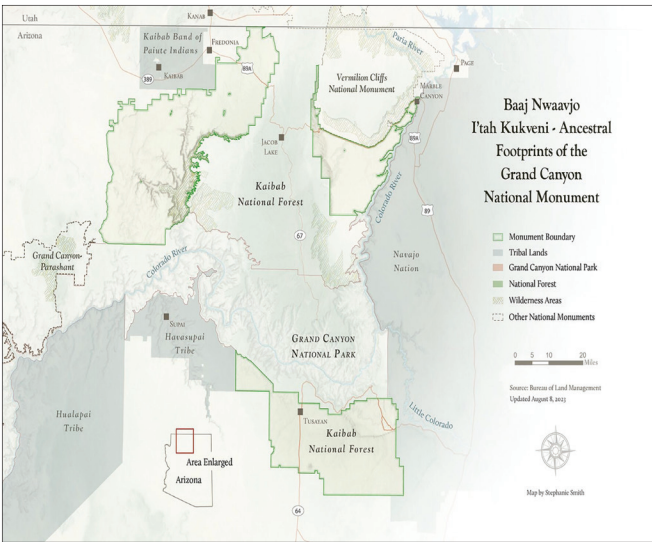 Utah
Arizona
KANAB
Kaibab Band of
Paiute Indians
FREDONIA
KAIBAB
389
89A
Paria River
PAGE
Vermilion Cliffs
National Monument
MARBLE
CANYON
89A
JACOB
LAKE
Kaibab
National Forest
67
Colorado River
89
Navajo
Nation
Grand Canyon-
Parashant
Colorado River
SUPAI
Havasupai
Tribe
GRAND CANYON
NATIONAL PARK
Hualapai
Tribe
TUSAYAN
Kaibab
National Forest
Little Colorado
64
Area Enlarged
Arizona
Baaj Nwaavjo
I'tah Kukveni - Ancestral
Footprints of the
Grand Canyon
National Monument
Monument Boundary
Tribal Lands
Grand Canyon National Park
National Forest
Wilderness Areas
Other National Monuments
0 5 10 20
Miles
Source: Bureau of Land Management
Updated August 8, 2023
Map by Stephanie Smith